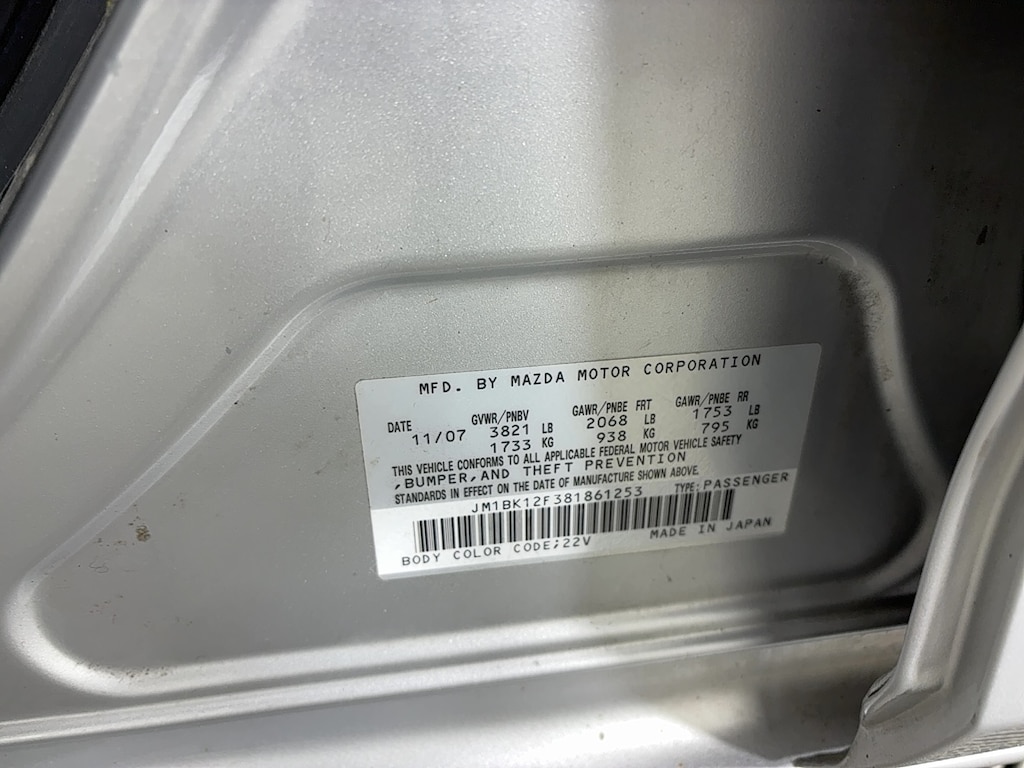 MFD. BY MAZDA MOTOR CORPORATION
DATE GVWR/PNBV GAWR/PNBE FRT GAWR/PNBE RR
11/07 3821 LB 2068 LB 1753 LB
1733 KG 938 KG 795 KG
THIS VEHICLE CONFORMS TO ALL APPLICABLE FEDERAL MOTOR VEHICLE SAFETY
,BUMPER,AND THEFT PREVENTION
STANDARDS IN EFFECT ON THE DATE OF MANUFACTURE SHOWN ABOVE.
JM1BK12F381861253 TYPE: PASSENGER
BODY COLOR CODE;22V MADE IN JAPAN